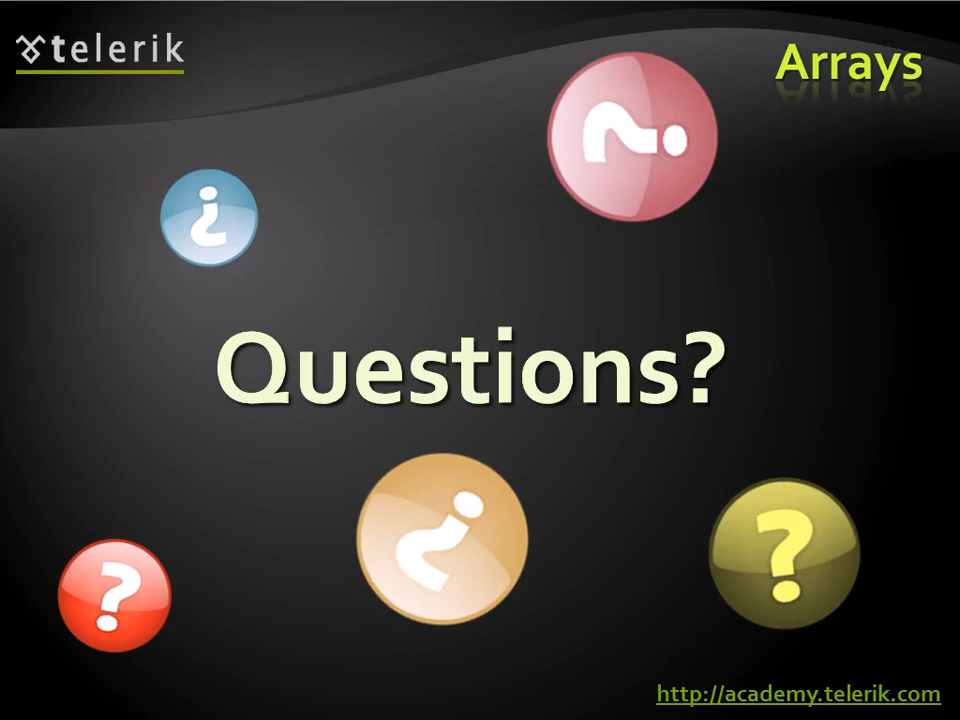 telerik
Arrays
?
¿
Questions?
¿
?
?
http://academy.telerik.com